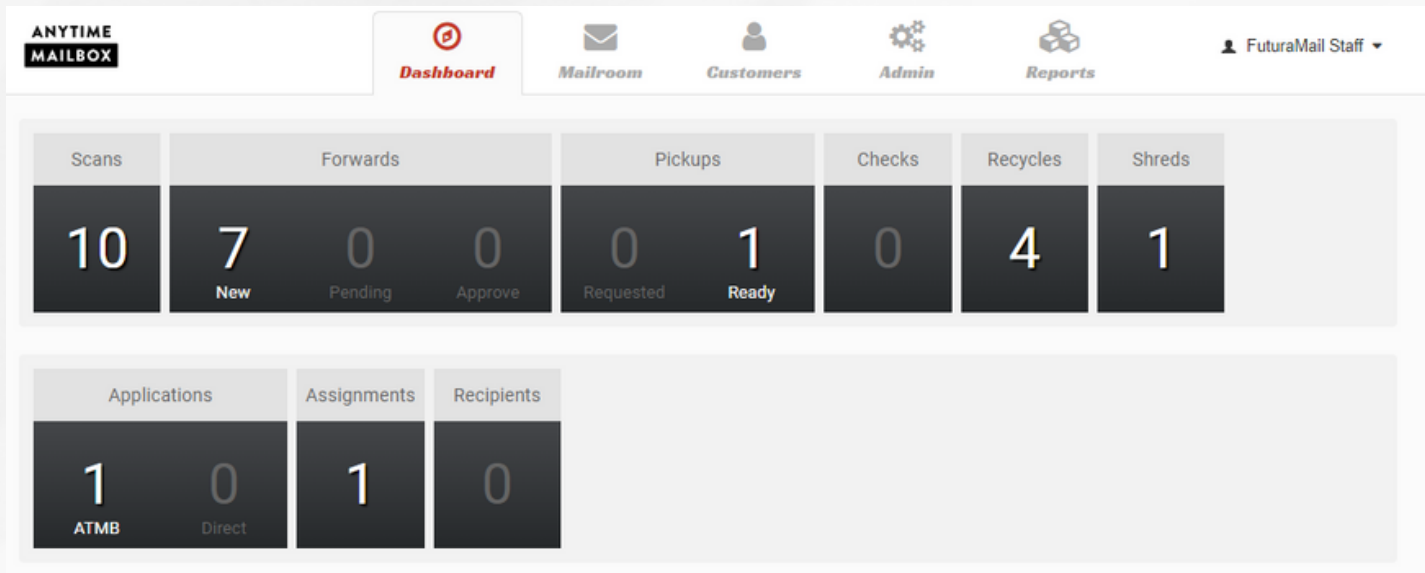 ANYTIME
MAILBOX
Dashboard Mailroom Customers Admin Reports FuturaMail Staff
Scans Forwards Pickups Checks Recycles Shreds
10 7 0 0 0 1 0 4 1
New Pending Approve Requested Ready
Applications Assignments Recipients
1 0 1 0
ATMB Direct